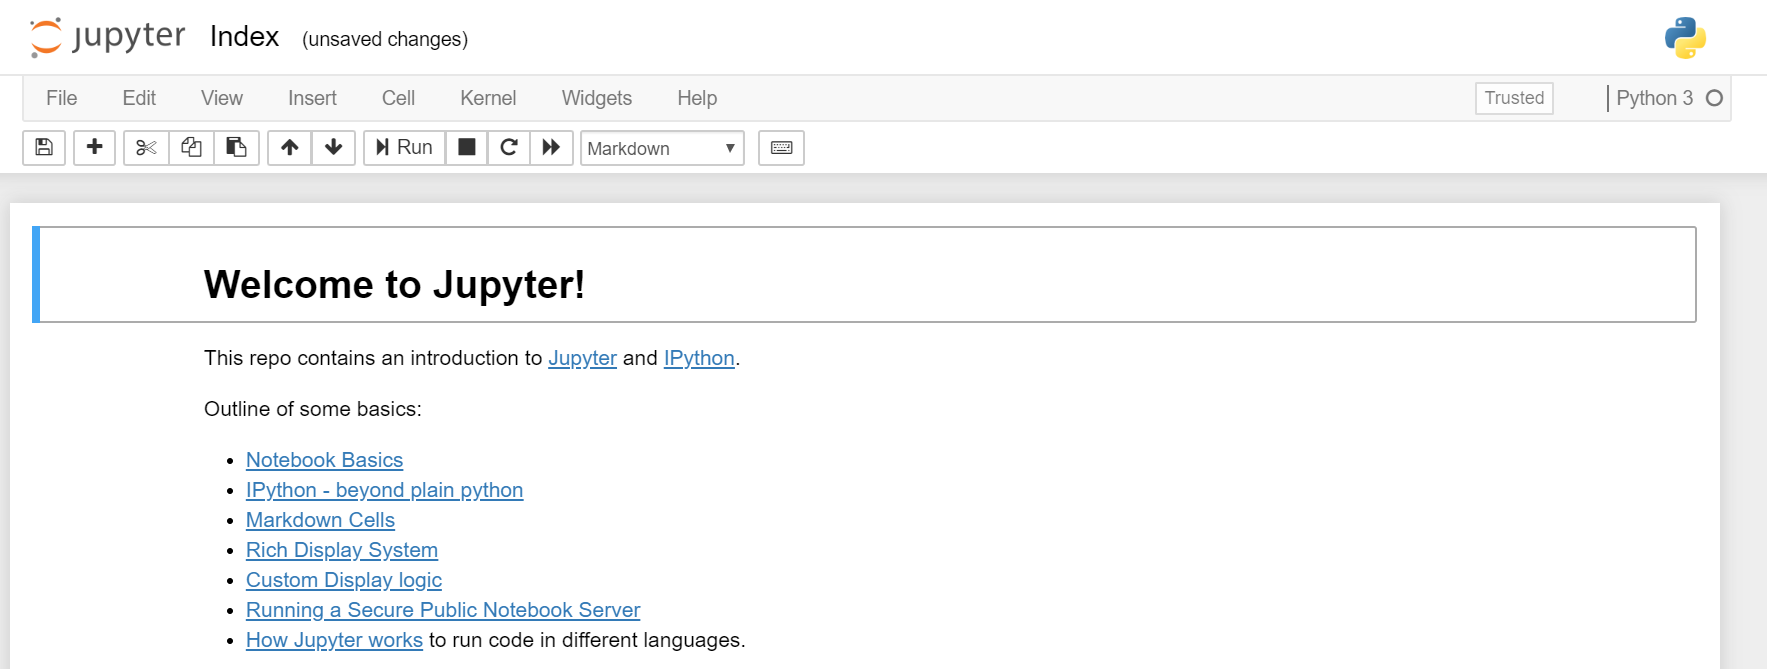 jupyter Index (unsaved changes)
File Edit View Insert Cell Kernel Widgets Help Trusted Python 3
Run Markdown
Welcome to Jupyter!
This repo contains an introduction to Jupyter and IPython.
Outline of some basics:
Notebook Basics
IPython - beyond plain python
Markdown Cells
Rich Display System
Custom Display logic
Running a Secure Public Notebook Server
How Jupyter works to run code in different languages.